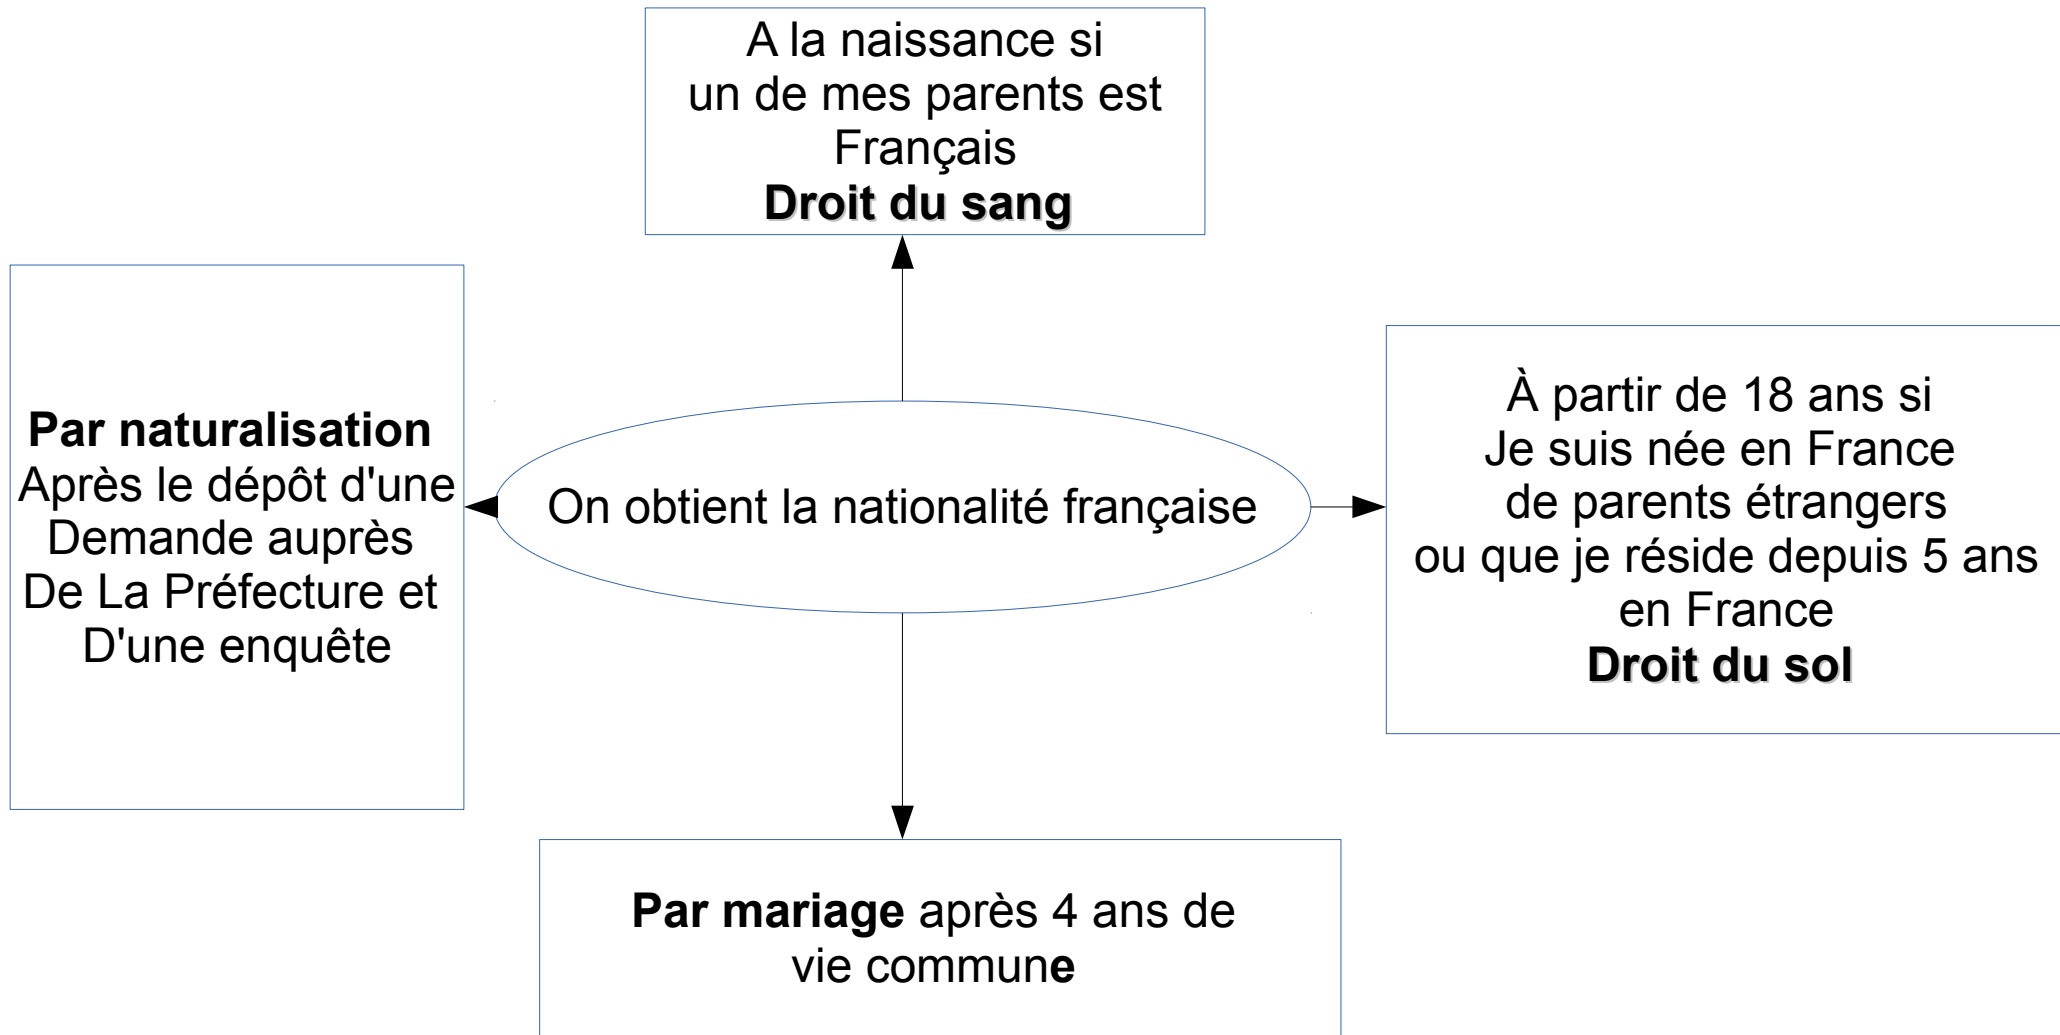 A la naissance si
un de mes parents est
Français
Droit du sang
Par naturalisation
Après le dépôt d'une
Demande auprès
De La Préfecture et
D'une enquête
On obtient la nationalité française
À partir de 18 ans si
Je suis née en France
de parents étrangers
ou que je réside depuis 5 ans
en France
Droit du sol
Par mariage après 4 ans de
vie commune